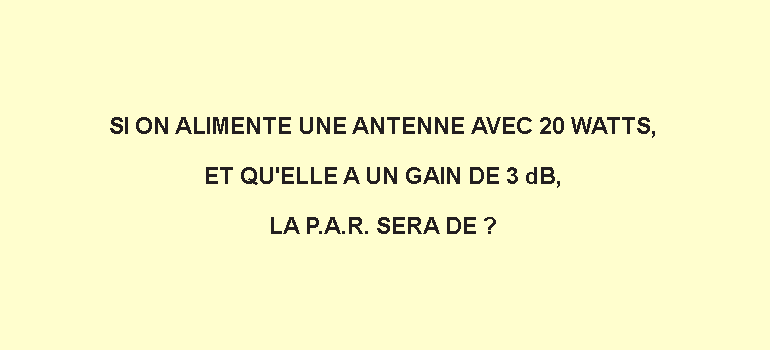 SI ON ALIMENTE UNE ANTENNE AVEC 20 WATTS,
ET QU'ELLE A UN GAIN DE 3 dB,
LA P.A.R. SERA DE ?